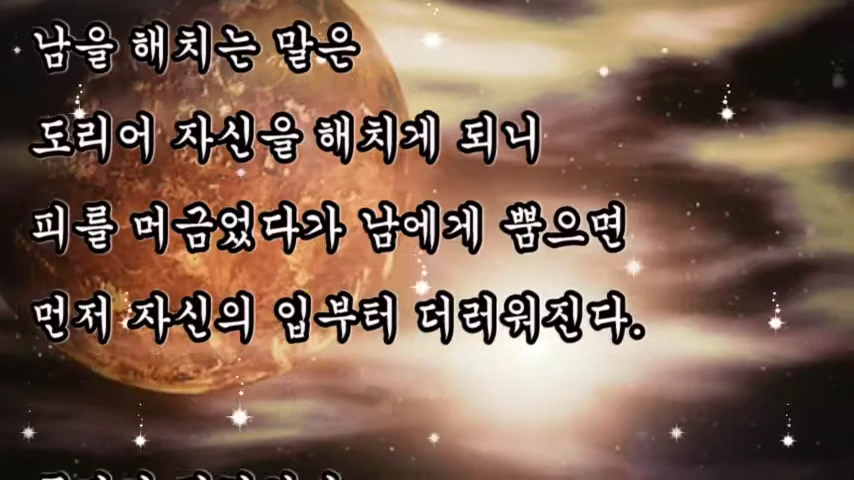 남을 해치는 말은
도리어 자신을 해치게 되니
피를 머금었다가 남에게 뿜으면
먼저 자신의 입부터 더러워진다.